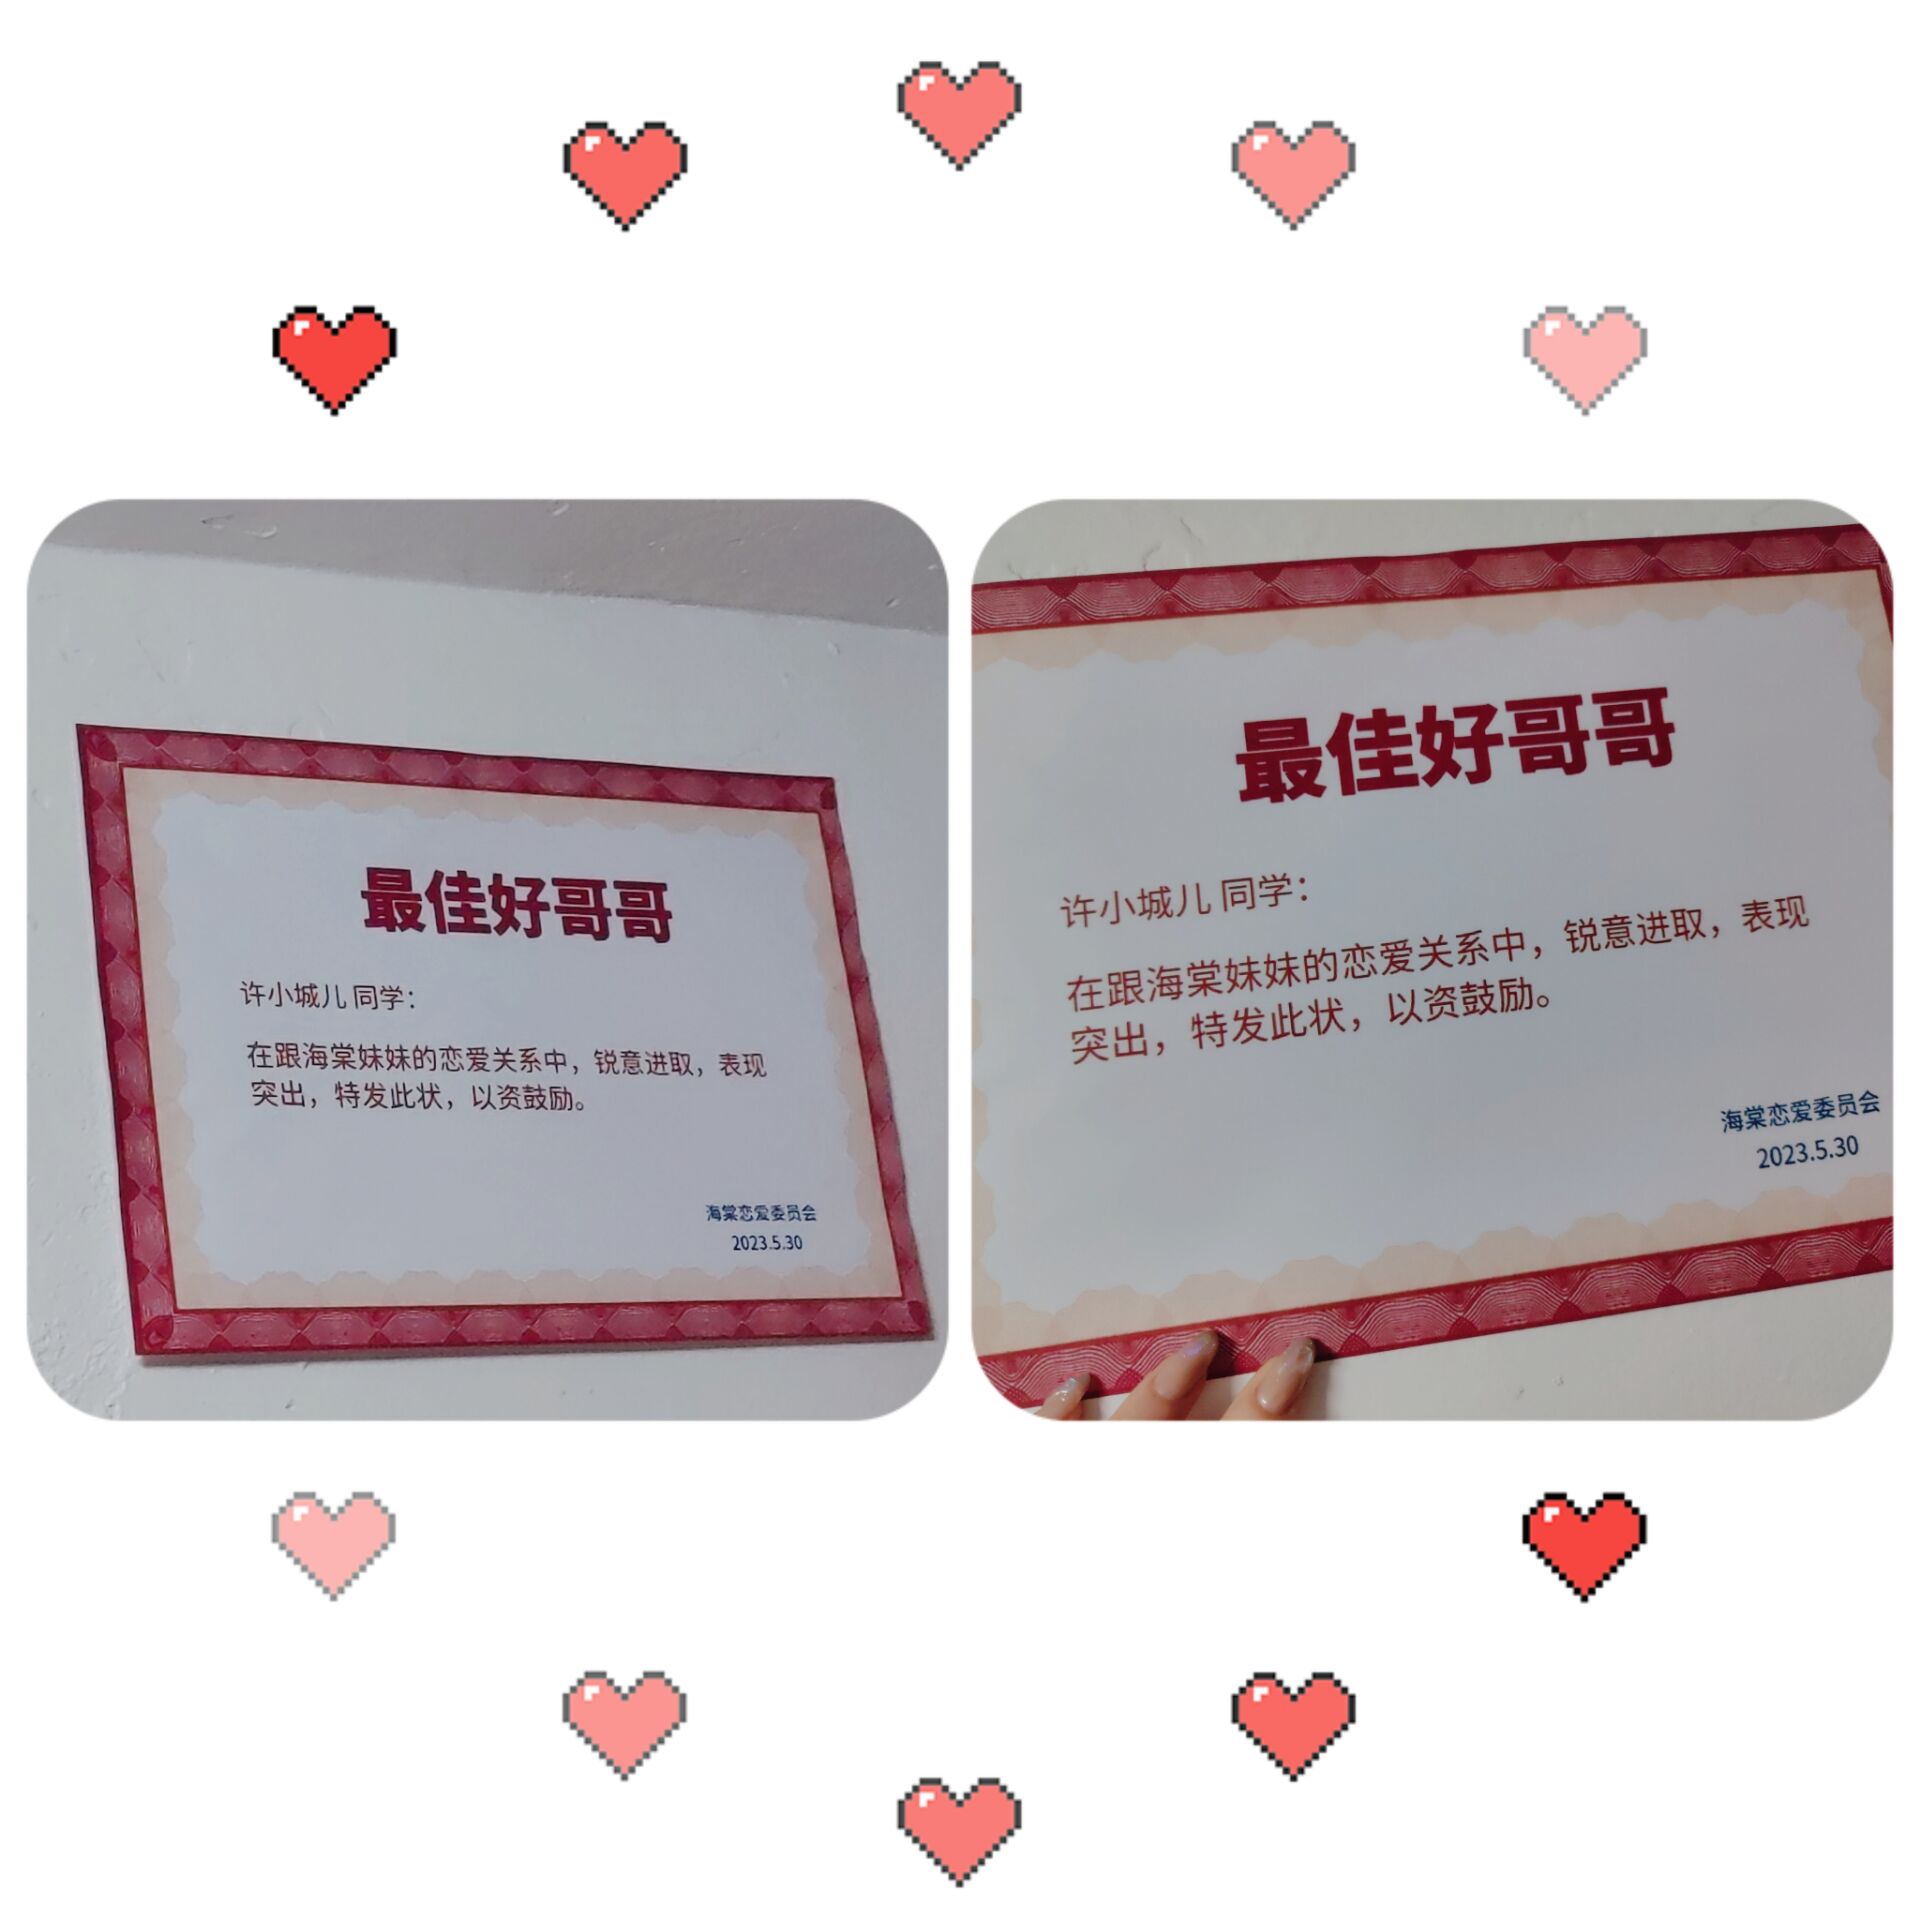 最佳好哥哥
许小城儿 同学：
在跟海棠妹妹的恋爱关系中，锐意进取，表现
突出，特发此状，以资鼓励。
海棠恋爱委员会
2023.5.30
最佳好哥哥
许小城儿 同学：
在跟海棠妹妹的恋爱关系中，锐意进取，表现
突出，特发此状，以资鼓励。
海棠恋爱委员会
2023.5.30